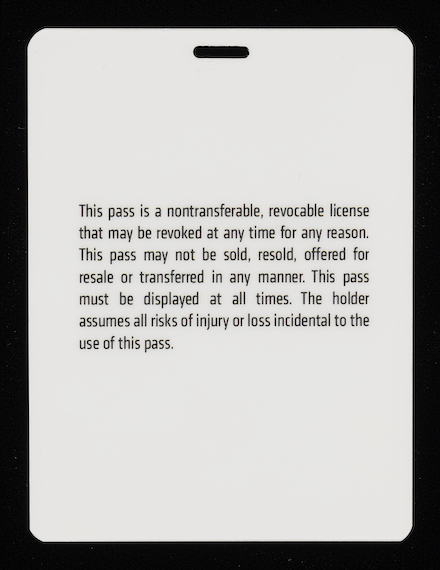 This pass is a nontransferable, revocable license
that may be revoked at any time for any reason.
This pass may not be sold, resold, offered for
resale or transferred in any manner. This pass
must be displayed at all times. The holder
assumes all risks of injury or loss incidental to the
use of this pass.